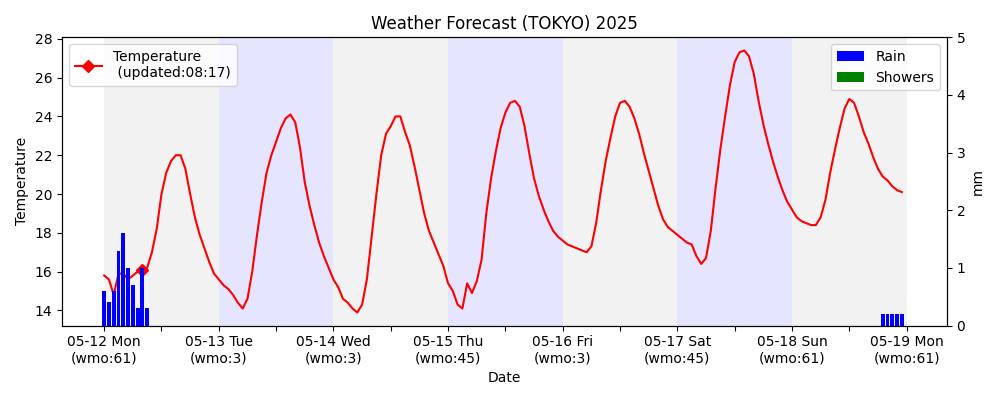 Weather Forecast (TOKYO) 2025
Temperature
(updated:08:17)
Rain
Showers
Temperature
28
26
24
22
20
18
16
14
5
4
3
2
1
0
mm
05-12 Mon
(wmo:61)
05-13 Tue
(wmo:3)
05-14 Wed
(wmo:3)
05-15 Thu
(wmo:45)
05-16 Fri
(wmo:3)
05-17 Sat
(wmo:45)
05-18 Sun
(wmo:61)
05-19 Mon
(wmo:61)
Date